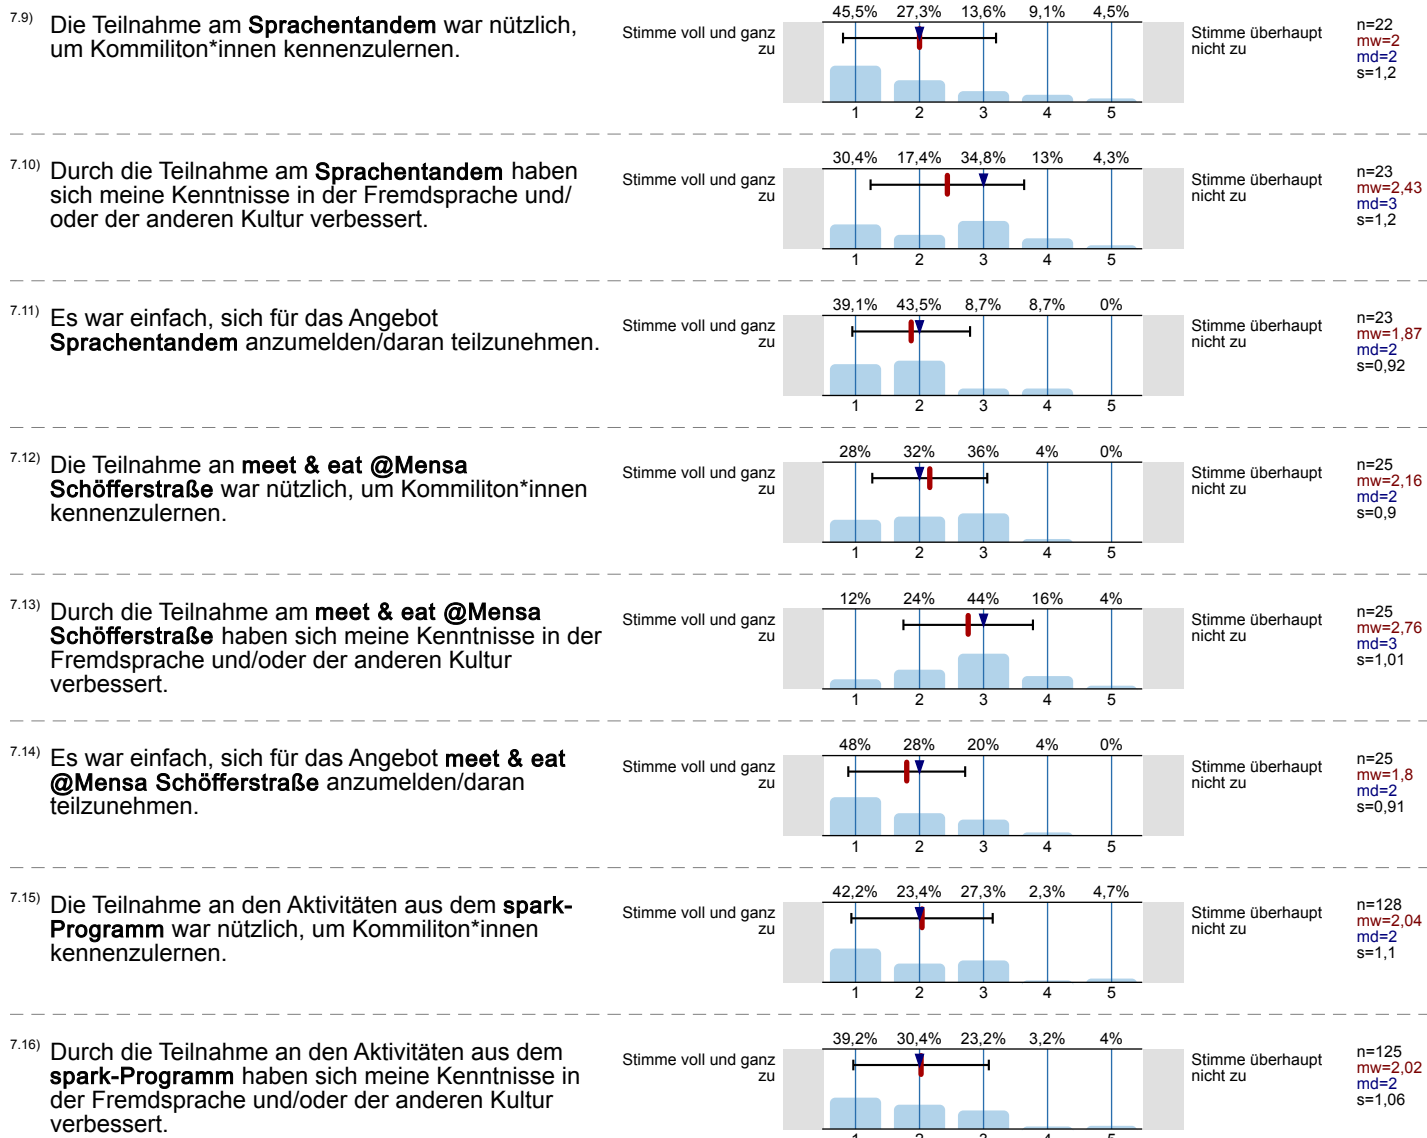 7.9) Die Teilnahme am Sprachentandem war nützlich,
um Kommiliton*innen kennenzulernen.
Stimme voll und ganz
zu
45,5% 27,3% 13,6% 9,1% 4,5%
1 2 3 4 5
Stimme überhaupt
nicht zu
n=22
mw=2
md=2
s=1,2
7.10) Durch die Teilnahme am Sprachentandem haben
sich meine Kenntnisse in der Fremdsprache und/
oder der anderen Kultur verbessert.
Stimme voll und ganz
zu
30,4% 17,4% 34,8% 13% 4,3%
1 2 3 4 5
Stimme überhaupt
nicht zu
n=23
mw=2,43
md=3
s=1,2
7.11) Es war einfach, sich für das Angebot
Sprachentandem anzumelden/daran teilzunehmen.
Stimme voll und ganz
zu
39,1% 43,5% 8,7% 8,7% 0%
1 2 3 4 5
Stimme überhaupt
nicht zu
n=23
mw=1,87
md=2
s=0,92
7.12) Die Teilnahme an meet & eat @Mensa
Schöfferstraße war nützlich, um Kommiliton*innen
kennenzulernen.
Stimme voll und ganz
zu
28% 32% 36% 4% 0%
1 2 3 4 5
Stimme überhaupt
nicht zu
n=25
mw=2,16
md=2
s=0,9
7.13) Durch die Teilnahme am meet & eat @Mensa
Schöfferstraße haben sich meine Kenntnisse in der
Fremdsprache und/oder der anderen Kultur
verbessert.
Stimme voll und ganz
zu
12% 24% 44% 16% 4%
1 2 3 4 5
Stimme überhaupt
nicht zu
n=25
mw=2,76
md=3
s=1,01
7.14) Es war einfach, sich für das Angebot meet & eat
@Mensa Schöfferstraße anzumelden/daran
teilzunehmen.
Stimme voll und ganz
zu
48% 28% 20% 4% 0%
1 2 3 4 5
Stimme überhaupt
nicht zu
n=25
mw=1,8
md=2
s=0,91
7.15) Die Teilnahme an den Aktivitäten aus dem spark-
Programm war nützlich, um Kommiliton*innen
kennenzulernen.
Stimme voll und ganz
zu
42,2% 23,4% 27,3% 2,3% 4,7%
1 2 3 4 5
Stimme überhaupt
nicht zu
n=128
mw=2,04
md=2
s=1,1
7.16) Durch die Teilnahme an den Aktivitäten aus dem
spark-Programm haben sich meine Kenntnisse in
der Fremdsprache und/oder der anderen Kultur
verbessert.
Stimme voll und ganz
zu
39,2% 30,4% 23,2% 3,2% 4%
1 2 3 4 5
Stimme überhaupt
nicht zu
n=125
mw=2,02
md=2
s=1,06